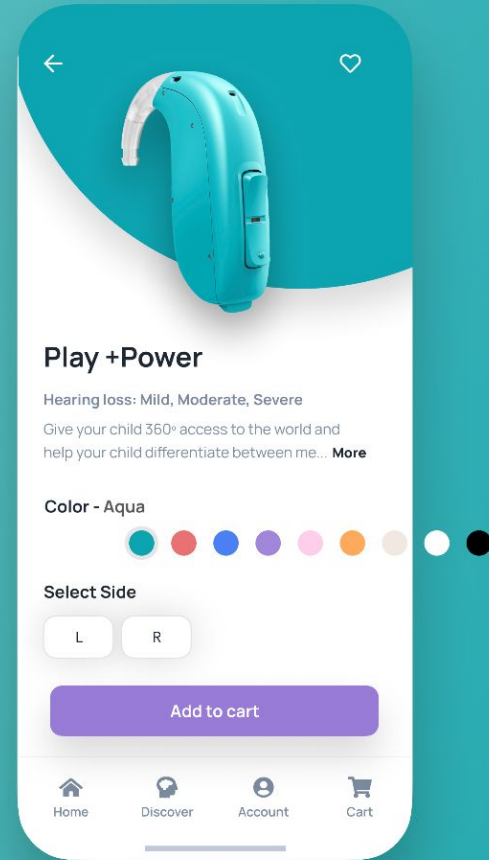 Play +Power
Hearing loss: Mild, Moderate, Severe
Give your child 360º access to the world and
help your child differentiate between me... More
Color - Aqua
Select Side
L R
Add to cart
Home Discover Account Cart